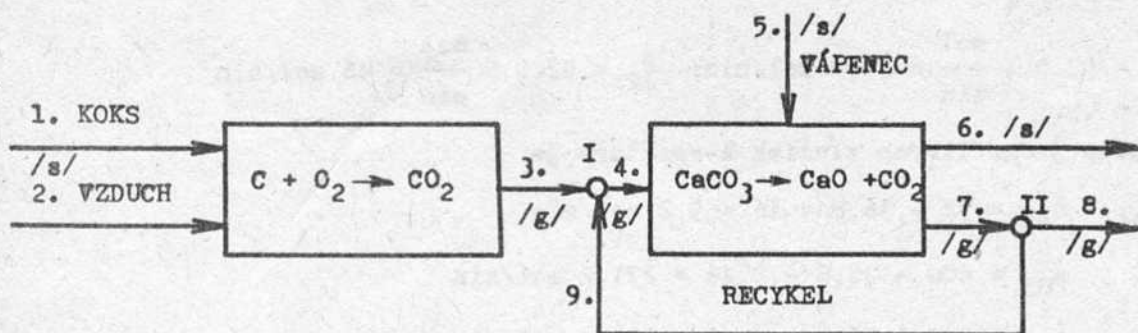 5. /s/
VÁPENEC
1. KOKS
/s/
2. VZDUCH
C + O₂ → CO₂
3.
/g/
I
4.
/g/
CaCO₃ → CaO +CO₂
6. /s/
7.
/g/
II
8.
/g/
9.
RECYKEL